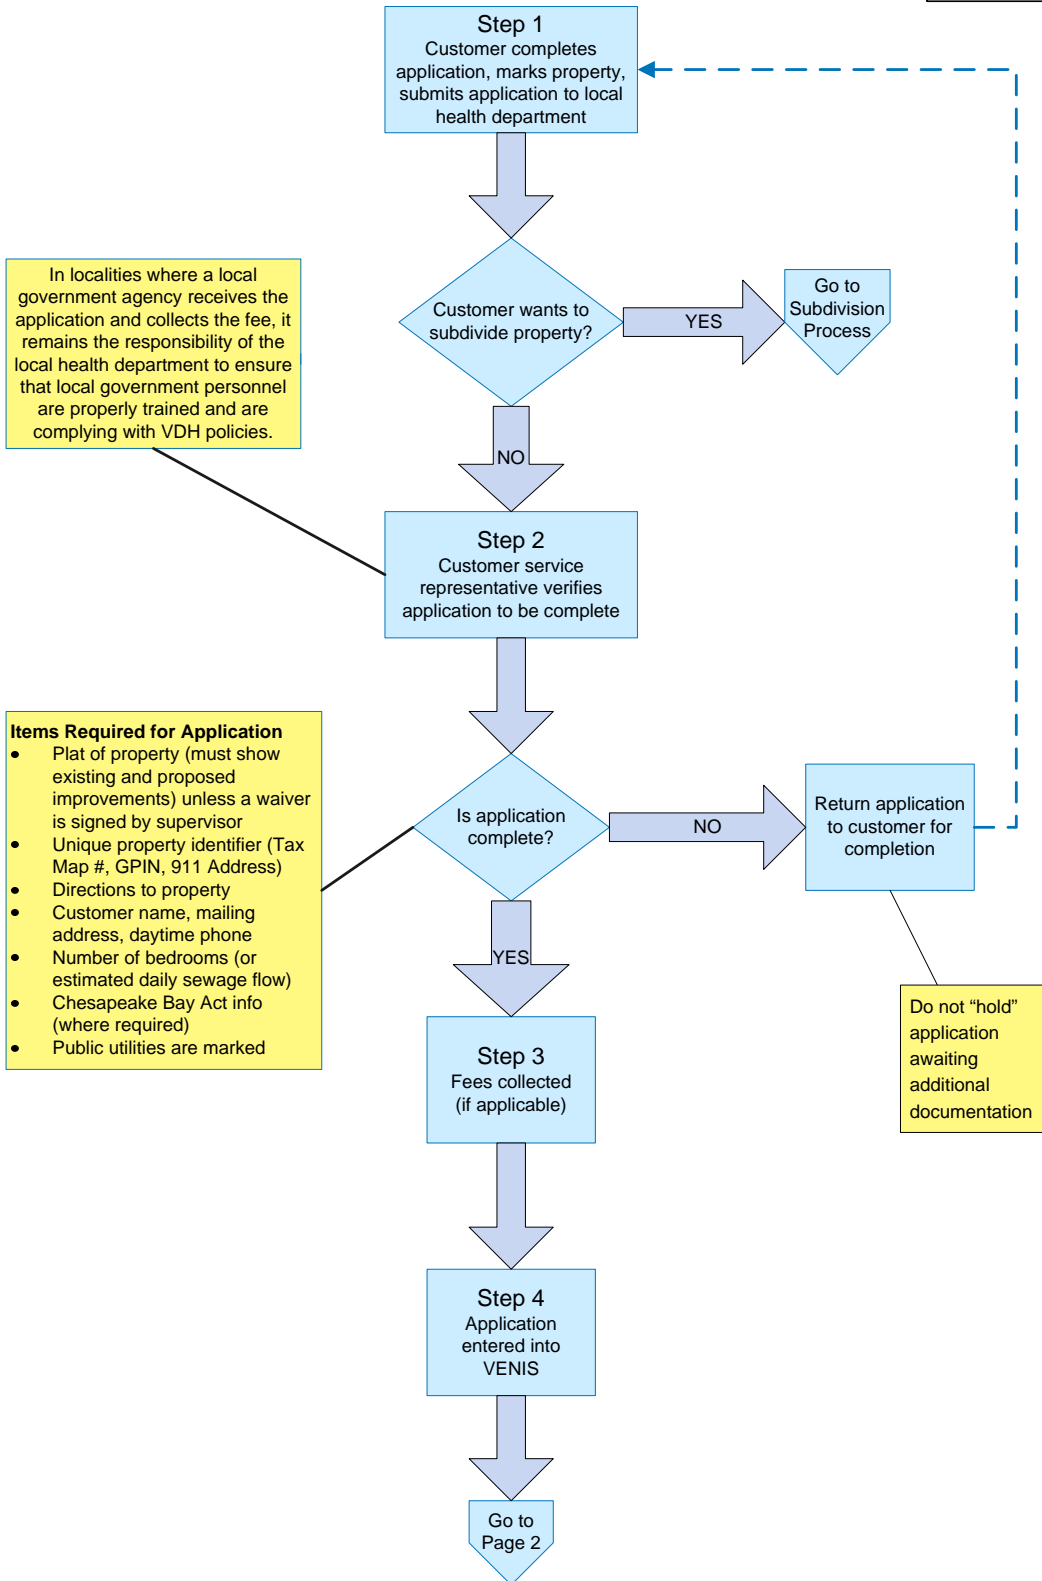 Step 1
Customer completes
application, marks property,
submits application to local
health department
In localities where a local
government agency receives the
application and collects the fee, it
remains the responsibility of the
local health department to ensure
that local government personnel
are properly trained and are
complying with VDH policies.
Customer wants to
subdivide property?
YES
Go to
Subdivision
Process
NO
Step 2
Customer service
representative verifies
application to be complete
Items Required for Application
• Plat of property (must show
existing and proposed
improvements) unless a waiver
is signed by supervisor
• Unique property identifier (Tax
Map #, GPIN, 911 Address)
• Directions to property
• Customer name, mailing
address, daytime phone
• Number of bedrooms (or
estimated daily sewage flow)
• Chesapeake Bay Act info
(where required)
• Public utilities are marked
Is application
complete?
NO
Return application
to customer for
completion
YES
Do not “hold”
application
awaiting
additional
documentation
Step 3
Fees collected
(if applicable)
Step 4
Application
entered into
VENIS
Go to
Page 2